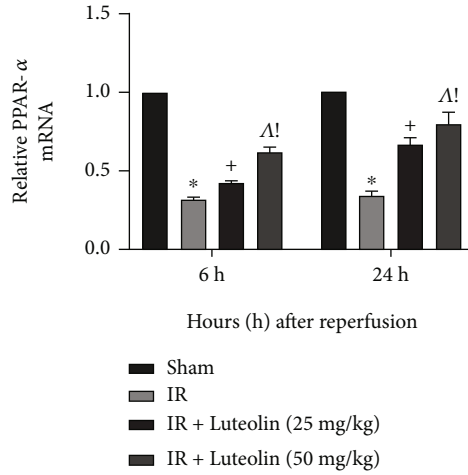 Relative PPAR-α
mRNA
1.5
1.0
0.5
0.0
*
+
Λ!
*
+
Λ!
6 h
24 h
Hours (h) after reperfusion
Sham
IR
IR + Luteolin (25 mg/kg)
IR + Luteolin (50 mg/kg)